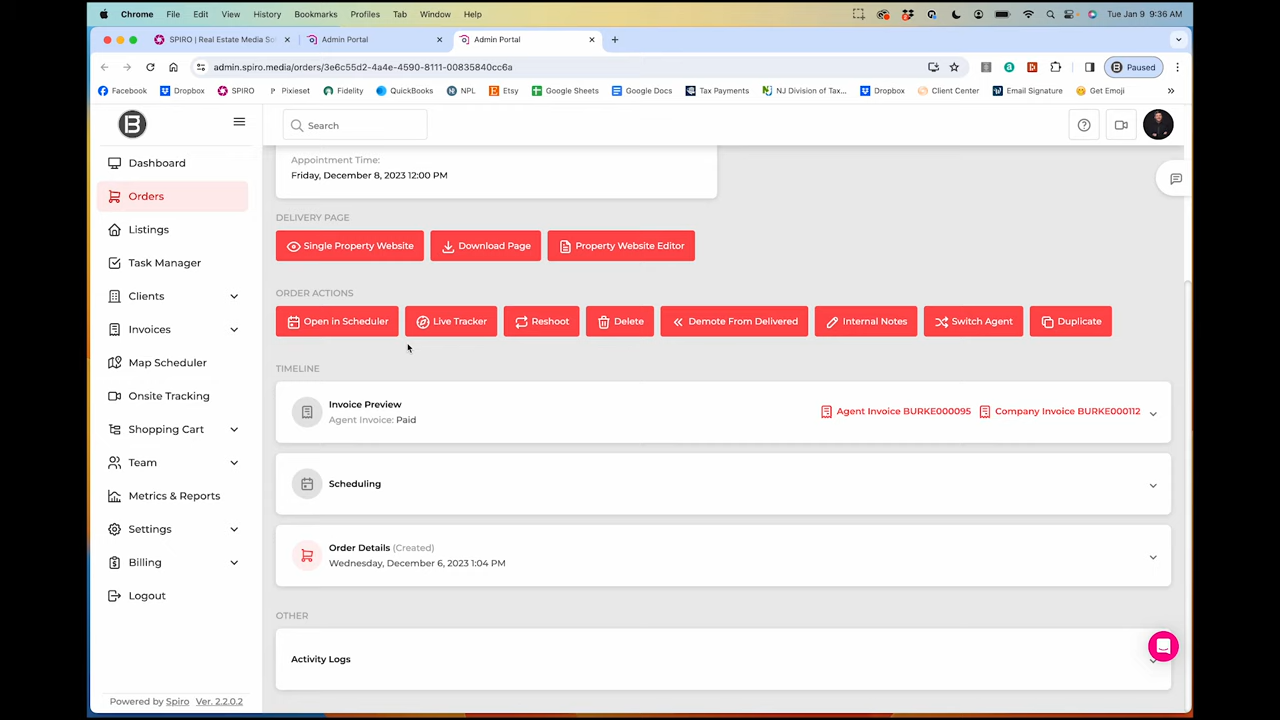 Chrome File Edit View History Bookmarks Profiles Tab Window Help Tue Jan 9 9:36 AM
SPIRO | Real Estate Media So
Admin Portal
Admin Portal
admin.spiro.media/orders/3e6c55d2-4a4e-4590-8111-00835840cc6a
Paused
Facebook Dropbox SPIRO Pixieset Fidelity QuickBooks NPL Etsy Google Sheets Google Docs Tax Payments NJ Division of Tax... Dropbox Client Center Email Signature Get Emoji
B
Search
Dashboard
Orders
Listings
Task Manager
Clients
Invoices
Map Scheduler
Onsite Tracking
Shopping Cart
Team
Metrics & Reports
Settings
Billing
Logout
Powered by Spiro Ver. 2.2.0.2
Appointment Time:
Friday, December 8, 2023 12:00 PM
DELIVERY PAGE
Single Property Website Download Page Property Website Editor
ORDER ACTIONS
Open in Scheduler Live Tracker Reshoot Delete Demote From Delivered Internal Notes Switch Agent Duplicate
TIMELINE
Invoice Preview
Agent Invoice: Paid
Agent Invoice BURKE000095 Company Invoice BURKE000112
Scheduling
Order Details (Created)
Wednesday, December 6, 2023 1:04 PM
OTHER
Activity Logs